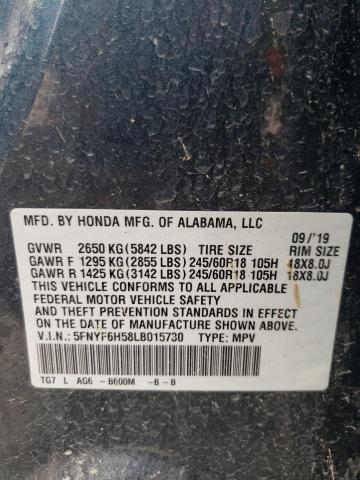 MFD. BY HONDA MFG. OF ALABAMA, LLC
09/'19
GVWR 2650 KG (5842 LBS) TIRE SIZE RIM SIZE
GAWR F 1295 KG (2855 LBS) 245/60R18 105H 18X8.0J
GAWR R 1425 KG (3142 LBS) 245/60R18 105H 18X8.0J
THIS VEHICLE CONFORMS TO ALL APPLICABLE
FEDERAL MOTOR VEHICLE SAFETY
AND THEFT PREVENTION STANDARDS IN EFFECT
ON THE DATE OF MANUFACTURE SHOWN ABOVE.
V.I.N.: 5FNYF6H58LB015730 TYPE: MPV
TG7 L AG6 -B600M -B-B